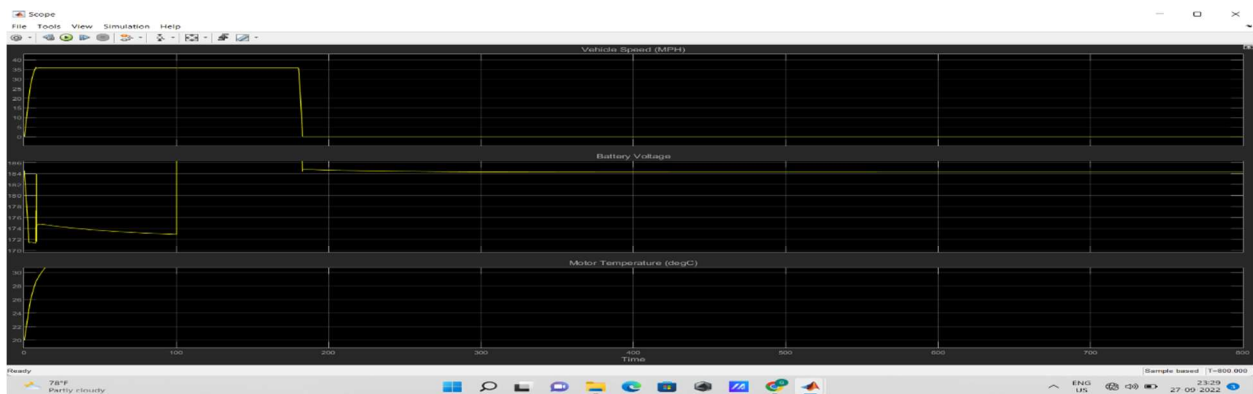 Scope
File Tools View Simulation Help
Vehicle Speed (MPH)
40
35
30
25
20
15
10
5
0
Battery Voltage
186
184
182
180
178
176
174
172
170
Motor Temperature (degC)
30
28
26
24
22
20
0 100 200 300 400 500 600 700 800
Time
Ready
Sample based T=800.000
78°F
Partly cloudy
ENG
US
23:29
27-09-2022